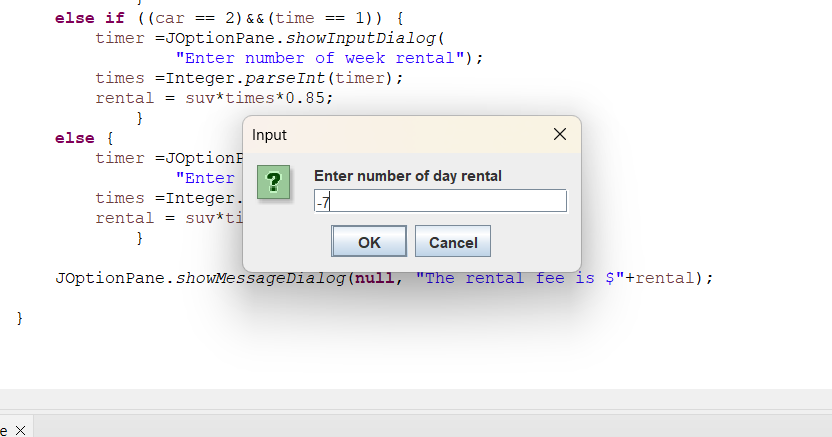 else if ((car == 2)&&(time == 1)) {
timer =JOptionPane.showInputDialog(
"Enter number of week rental");
times =Integer.parseInt(timer);
rental = suv*times*0.85;
}
else {
timer =JOptionP
"Enter
times =Integer.
rental = suv*ti
}
Input
Enter number of day rental
-7
OK Cancel
JOptionPane.showMessageDialog(null, "The rental fee is $"+rental);
}
e